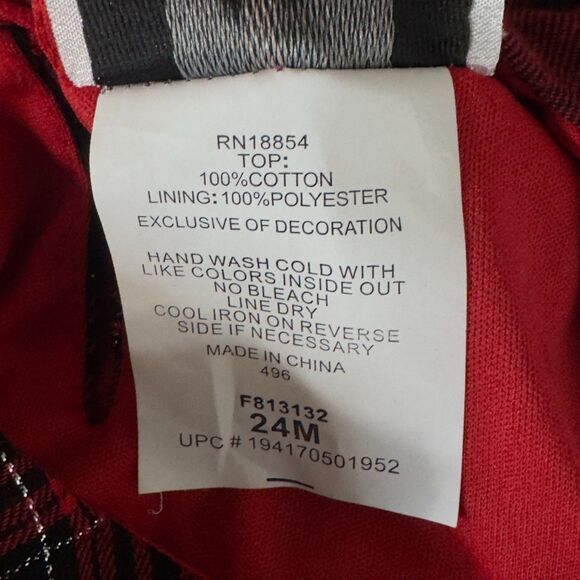 RN18854
TOP:
100%COTTON
LINING:100%POLYESTER
EXCLUSIVE OF DECORATION
HAND WASH COLD WITH
LIKE COLORS INSIDE OUT
NO BLEACH
LINE DRY
COOL IRON ON REVERSE
SIDE IF NECESSARY
MADE IN CHINA
496
F813132
24M
UPC # 194170501952